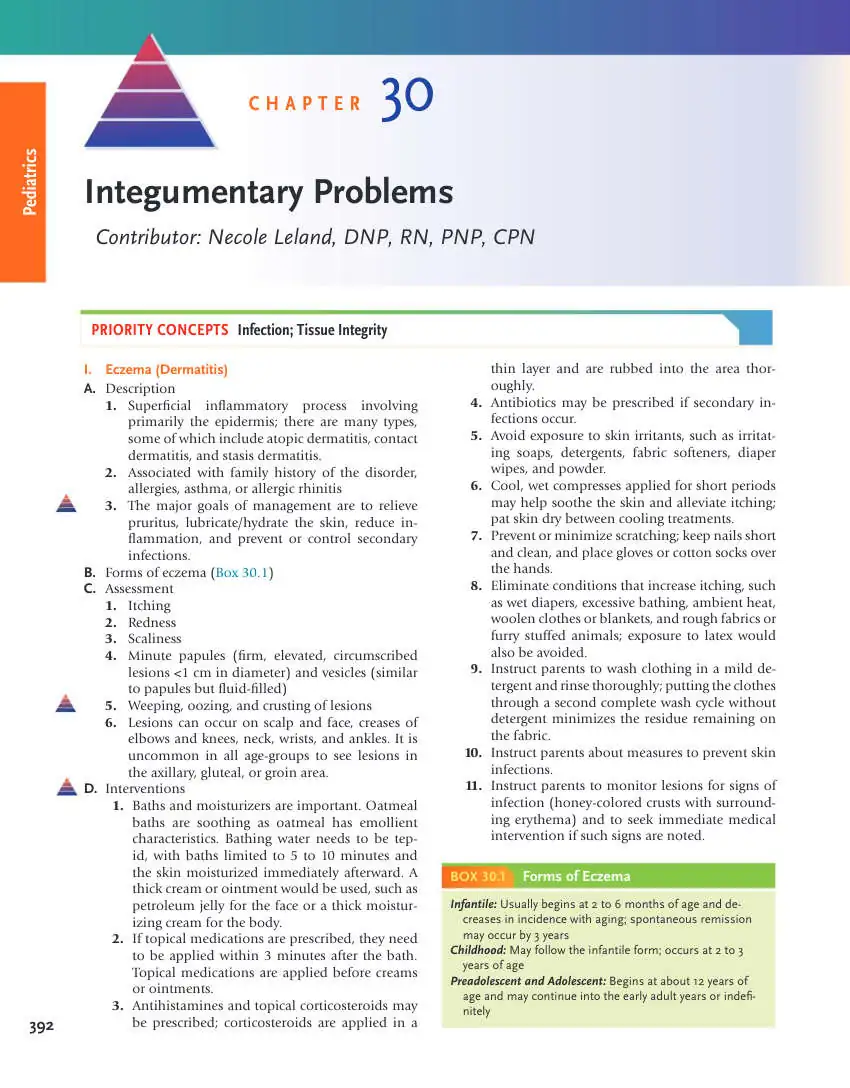 CHAPTER 30
Pediatrics
Integumentary Problems
Contributor: Necole Leland, DNP, RN, PNP, CPN
PRIORITY CONCEPTS Infection; Tissue Integrity
I. Eczema (Dermatitis)
A. Description
1. Superficial inflammatory process involving
primarily the epidermis; there are many types,
some of which include atopic dermatitis, contact
dermatitis, and stasis dermatitis.
2. Associated with family history of the disorder,
allergies, asthma, or allergic rhinitis
3. The major goals of management are to relieve
pruritus, lubricate/hydrate the skin, reduce in-
flammation, and prevent or control secondary
infections.
B. Forms of eczema (Box 30.1)
C. Assessment
1. Itching
2. Redness
3. Scaliness
4. Minute papules (firm, elevated, circumscribed
lesions <1 cm in diameter) and vesicles (similar
to papules but fluid-filled)
5. Weeping, oozing, and crusting of lesions
6. Lesions can occur on scalp and face, creases of
elbows and knees, neck, wrists, and ankles. It is
uncommon in all age-groups to see lesions in
the axillary, gluteal, or groin area.
D. Interventions
1. Baths and moisturizers are important. Oatmeal
baths are soothing as oatmeal has emollient
characteristics. Bathing water needs to be tep-
id, with baths limited to 5 to 10 minutes and
the skin moisturized immediately afterward. A
thick cream or ointment would be used, such as
petroleum jelly for the face or a thick moistur-
izing cream for the body.
2. If topical medications are prescribed, they need
to be applied within 3 minutes after the bath.
Topical medications are applied before creams
or ointments.
3. Antihistamines and topical corticosteroids may
be prescribed; corticosteroids are applied in a
thin layer and are rubbed into the area thor-
oughly.
4. Antibiotics may be prescribed if secondary in-
fections occur.
5. Avoid exposure to skin irritants, such as irritat-
ing soaps, detergents, fabric softeners, diaper
wipes, and powder.
6. Cool, wet compresses applied for short periods
may help soothe the skin and alleviate itching;
pat skin dry between cooling treatments.
7. Prevent or minimize scratching; keep nails short
and clean, and place gloves or cotton socks over
the hands.
8. Eliminate conditions that increase itching, such
as wet diapers, excessive bathing, ambient heat,
woolen clothes or blankets, and rough fabrics or
furry stuffed animals; exposure to latex would
also be avoided.
9. Instruct parents to wash clothing in a mild de-
tergent and rinse thoroughly; putting the clothes
through a second complete wash cycle without
detergent minimizes the residue remaining on
the fabric.
10. Instruct parents about measures to prevent skin
infections.
11. Instruct parents to monitor lesions for signs of
infection (honey-colored crusts with surround-
ing erythema) and to seek immediate medical
intervention if such signs are noted.
BOX 30.1 Forms of Eczema
Infantile: Usually begins at 2 to 6 months of age and de-
creases in incidence with aging; spontaneous remission
may occur by 3 years
Childhood: May follow the infantile form; occurs at 2 to 3
years of age
Preadolescent and Adolescent: Begins at about 12 years of
age and may continue into the early adult years or indefi-
nitely
392